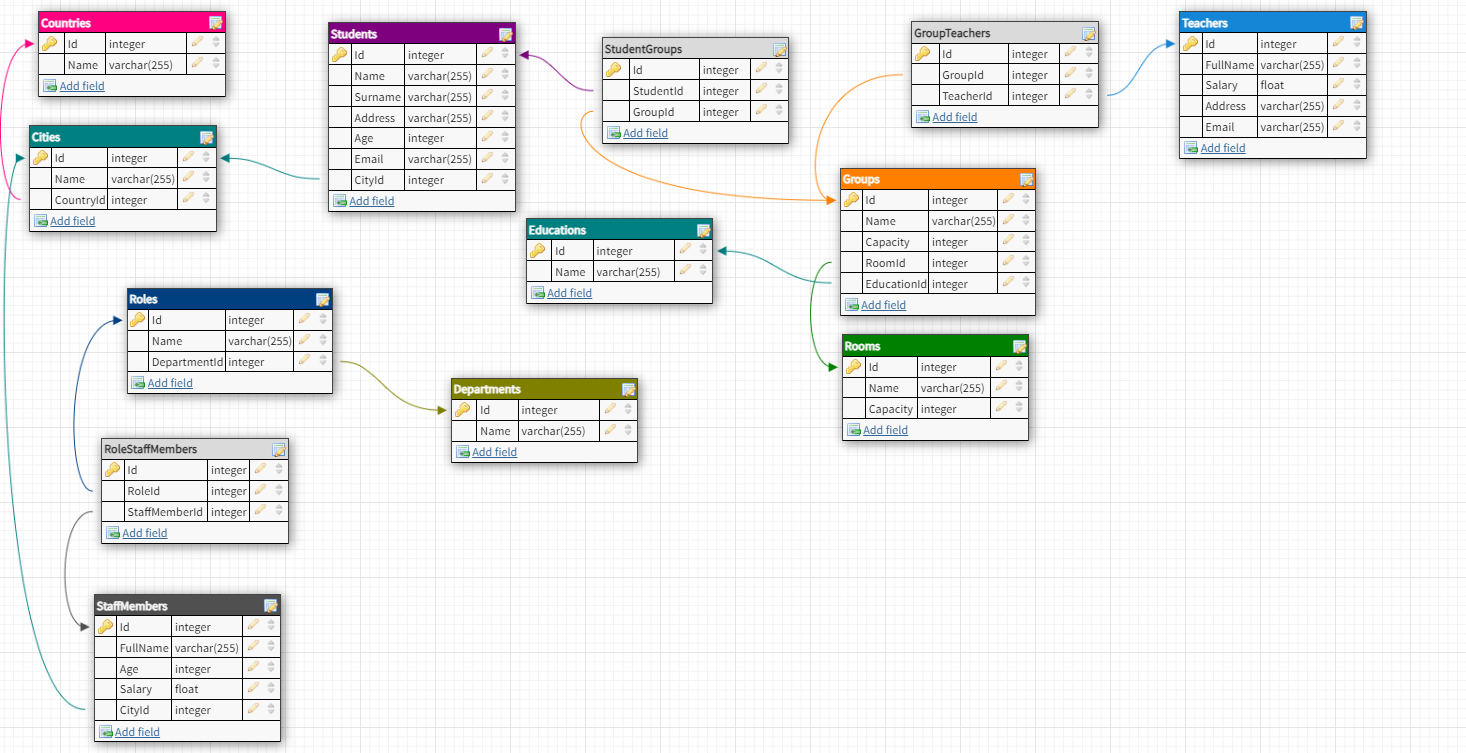 Countries
Id integer
Name varchar(255)
Add field
Cities
Id integer
Name varchar(255)
CountryId integer
Add field
Students
Id integer
Name varchar(255)
Surname varchar(255)
Address varchar(255)
Age integer
Email varchar(255)
CityId integer
Add field
StudentGroups
Id integer
StudentId integer
GroupId integer
Add field
GroupTeachers
Id integer
GroupId integer
TeacherId integer
Add field
Teachers
Id integer
FullName varchar(255)
Salary float
Address varchar(255)
Email varchar(255)
Add field
Groups
Id integer
Name varchar(255)
Capacity integer
RoomId integer
EducationId integer
Add field
Educations
Id integer
Name varchar(255)
Add field
Roles
Id integer
Name varchar(255)
DepartmentId integer
Add field
Departments
Id integer
Name varchar(255)
Add field
Rooms
Id integer
Name varchar(255)
Capacity integer
Add field
RoleStaffMembers
Id integer
RoleId integer
StaffMemberId integer
Add field
StaffMembers
Id integer
FullName varchar(255)
Age integer
Salary float
CityId integer
Add field